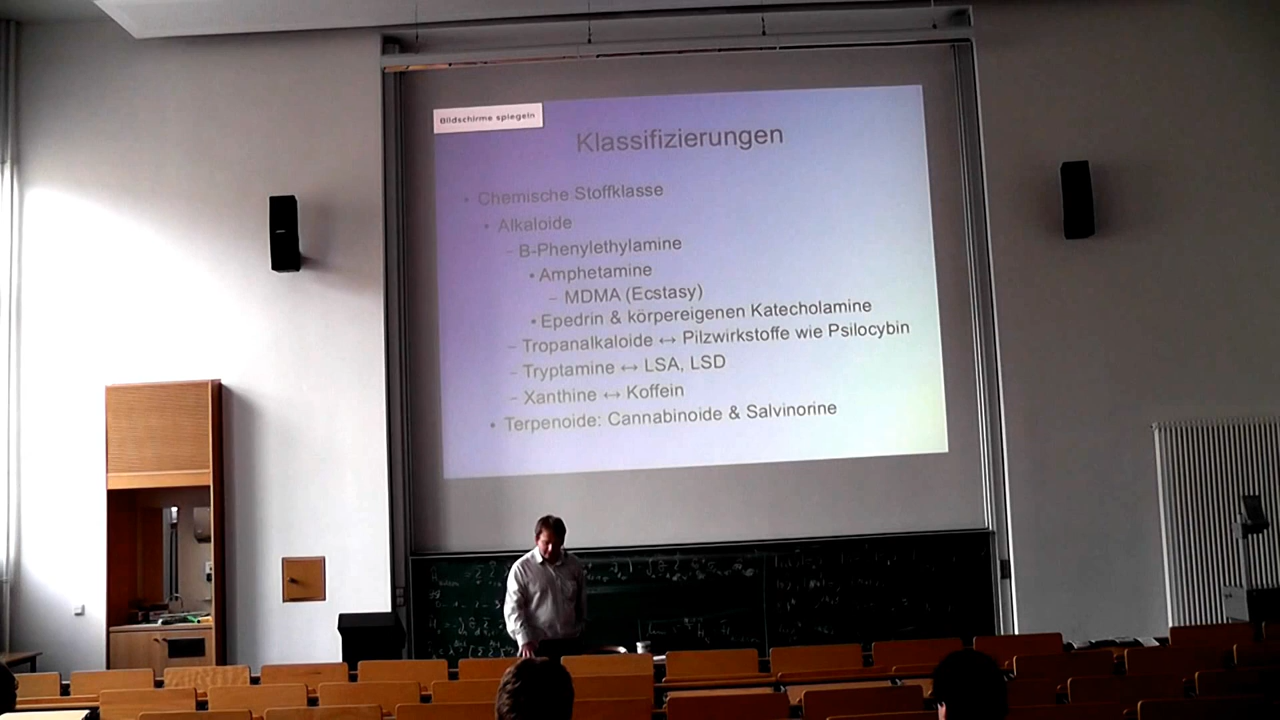 Bildschirme spiegeln
Klassifizierungen
• Chemische Stoffklasse
• Alkaloide
– B-Phenylethylamine
• Amphetamine
– MDMA (Ecstasy)
• Epedrin & körpereigenen Katecholamine
– Tropanalkaloide ↔ Pilzwirkstoffe wie Psilocybin
– Tryptamine ↔ LSA, LSD
– Xanthine ↔ Koffein
• Terpenoide: Cannabinoide & Salvinorine